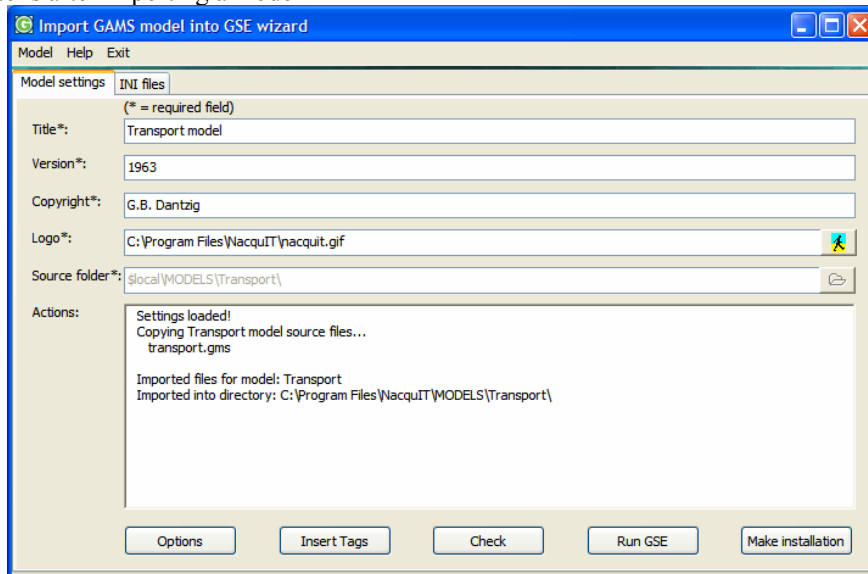 Import GAMS model into GSE wizard
Model Help Exit
Model settings INI files
(* = required field)
Title*: Transport model
Version*: 1963
Copyright*: G.B. Dantzig
Logo*: C:\Program Files\NacquIT\nacquit.gif
Source folder*: $local\MODELS\Transport\
Actions: Settings loaded!
Copying Transport model source files...
transport.gms
Imported files for model: Transport
Imported into directory: C:\Program Files\NacquIT\MODELS\Transport\
Options Insert Tags Check Run GSE Make installation